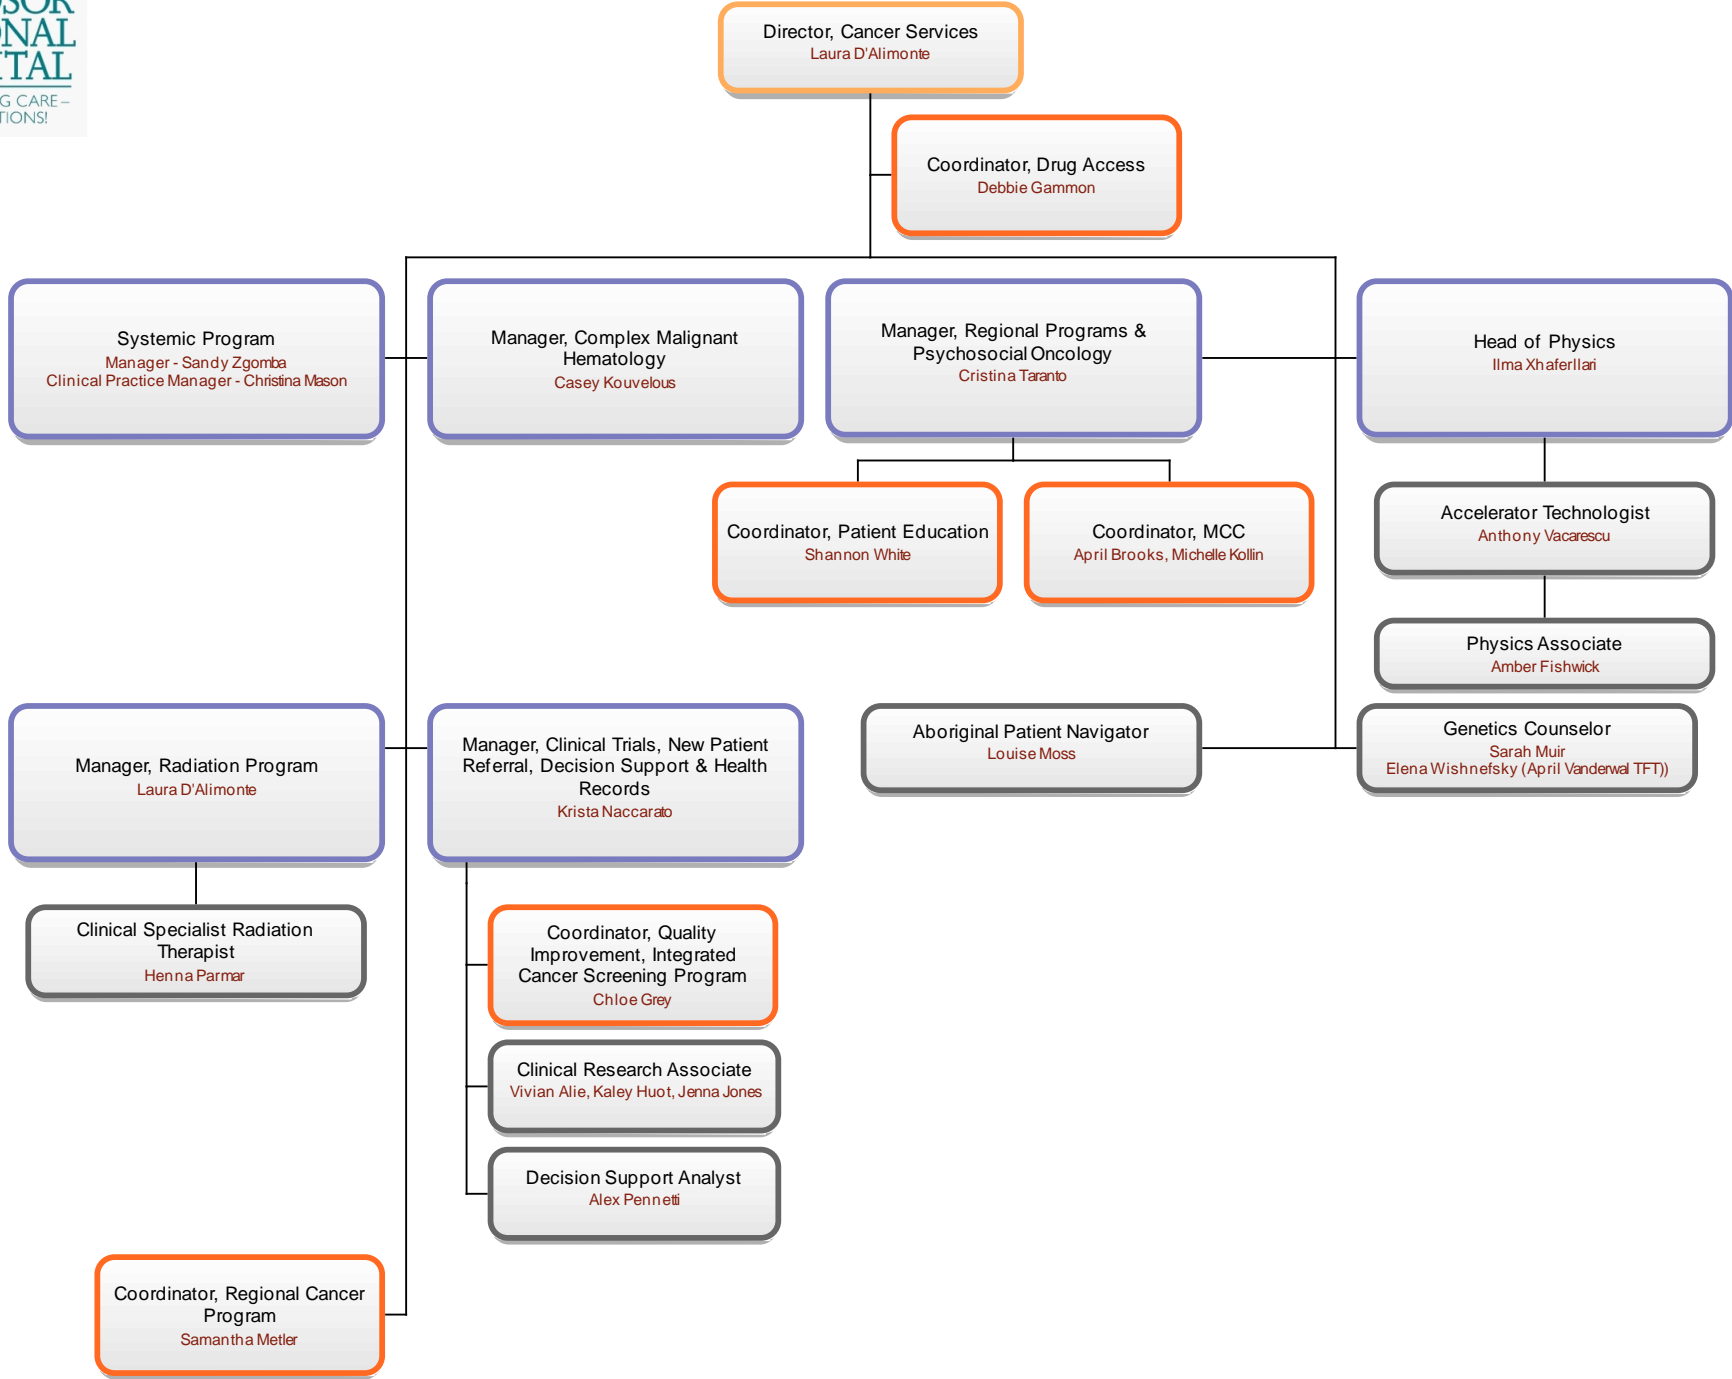 TAL
G CARE–
TIONS!
Director, Cancer Services
Laura D'Alimonte
Coordinator, Drug Access
Debbie Gammon
Systemic Program
Manager - Sandy Zgomba
Clinical Practice Manager - Christina Mason
Manager, Complex Malignant
Hematology
Casey Kouvelous
Manager, Regional Programs &
Psychosocial Oncology
Cristina Taranto
Head of Physics
Ilma Xhaferllari
Coordinator, Patient Education
Shannon White
Coordinator, MCC
April Brooks, Michelle Kollin
Accelerator Technologist
Anthony Vacarescu
Physics Associate
Amber Fishwick
Manager, Radiation Program
Laura D'Alimonte
Manager, Clinical Trials, New Patient
Referral, Decision Support & Health
Records
Krista Naccarato
Aboriginal Patient Navigator
Louise Moss
Genetics Counselor
Sarah Muir
Elena Wishnefsky (April Vanderwal TFT))
Clinical Specialist Radiation
Therapist
Henna Parmar
Coordinator, Quality
Improvement, Integrated
Cancer Screening Program
Chloe Grey
Clinical Research Associate
Vivian Alie, Kaley Huot, Jenna Jones
Decision Support Analyst
Alex Pennetti
Coordinator, Regional Cancer
Program
Samantha Metler